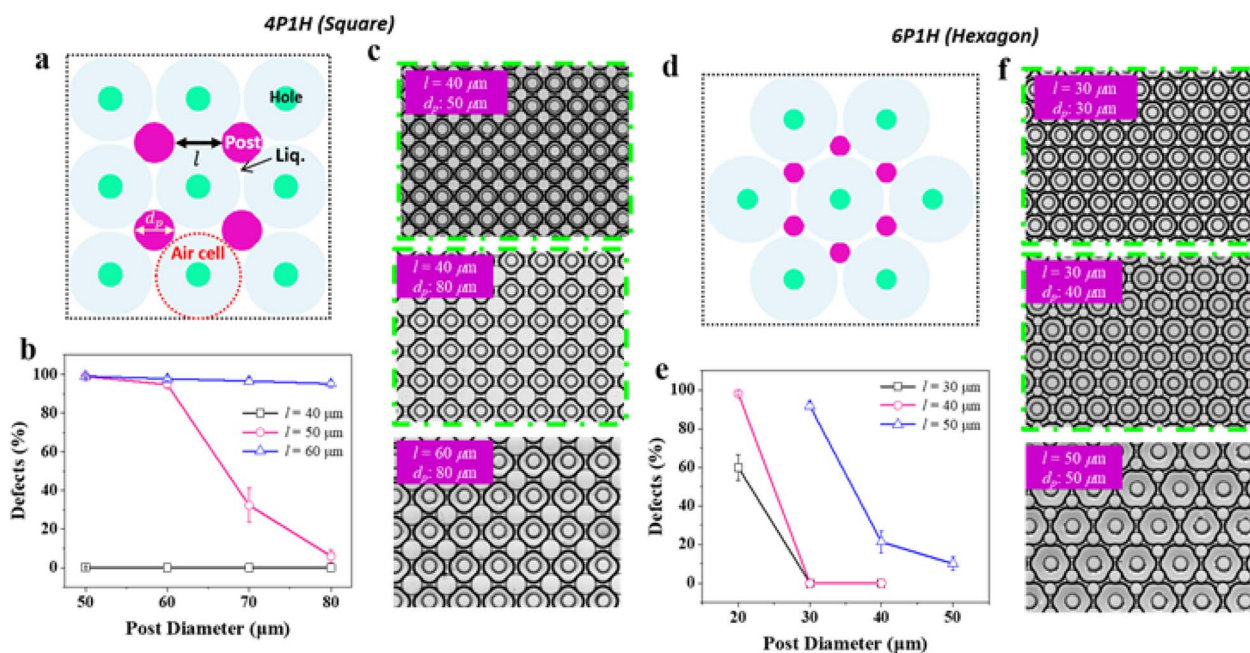 4P1H (Square)
6P1H (Hexagon)
a
Hole
Post
l
Liq.
dₚ
Air cell
b
Defects (%)
100
80
60
40
20
0
l = 40 μm
l = 50 μm
l = 60 μm
50
60
70
80
Post Diameter (μm)
c
l = 40 μm
dₚ: 50 μm
l = 40 μm
dₚ: 80 μm
l = 60 μm
dₚ: 80 μm
d
e
Defects (%)
100
80
60
40
20
0
l = 30 μm
l = 40 μm
l = 50 μm
20
30
40
50
Post Diameter (μm)
f
l = 30 μm
dₚ: 30 μm
l = 30 μm
dₚ: 40 μm
l = 50 μm
dₚ: 50 μm